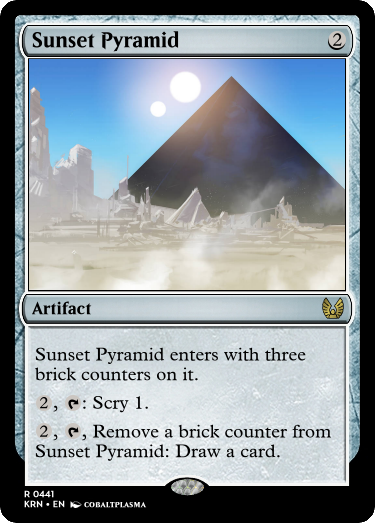 Sunset Pyramid 2
Artifact
Sunset Pyramid enters with three
brick counters on it.
2, : Scry 1.
2, , Remove a brick counter from
Sunset Pyramid: Draw a card.
R 0441
KRN • EN COBALTPLASMA